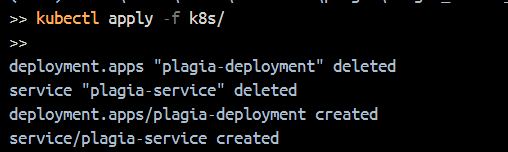 >> kubectl apply -f k8s/
>>
deployment.apps "plagia-deployment" deleted
service "plagia-service" deleted
deployment.apps/plagia-deployment created
service/plagia-service created